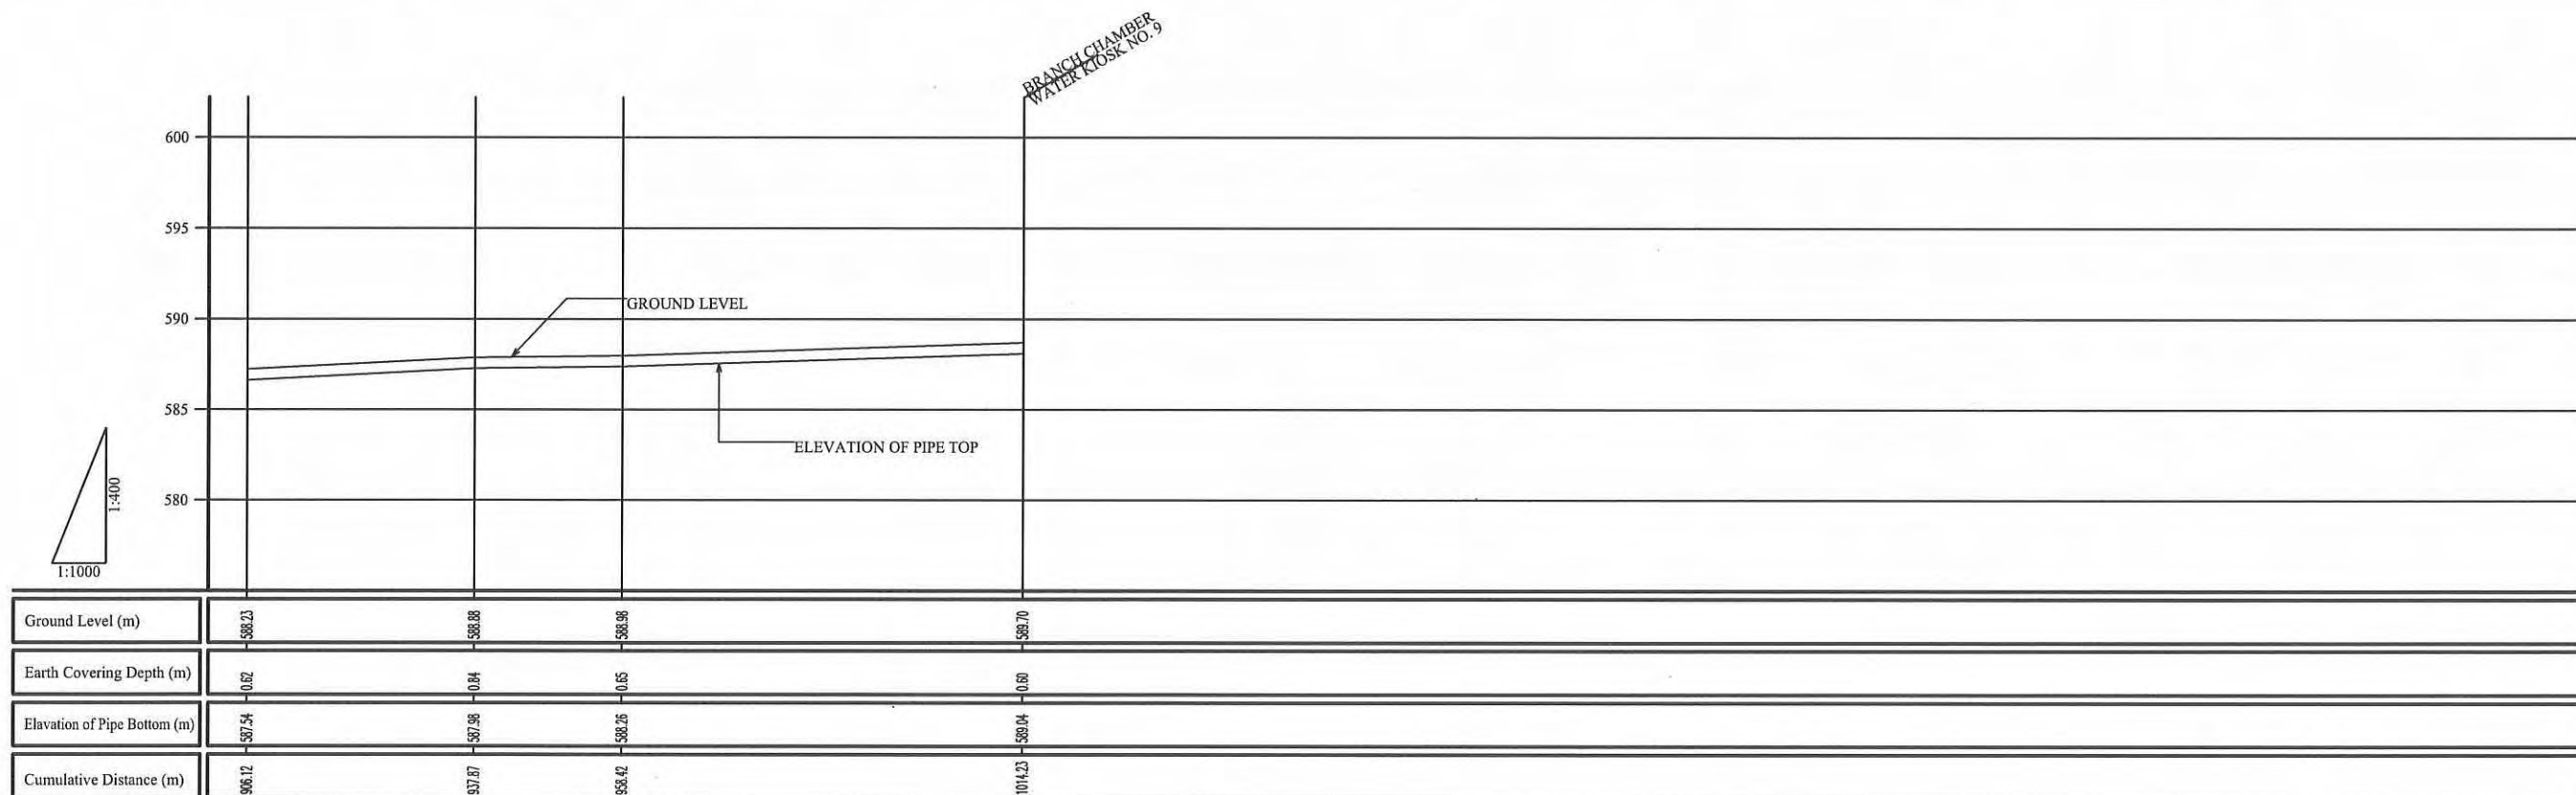 BRANCH CHAMBER
WATER KIOSK NO. 9
600
595
590
585
580
GROUND LEVEL
ELEVATION OF PIPE TOP
1:400
1:1000
Ground Level (m) 588.23 588.88 588.98 589.70
Earth Covering Depth (m) 0.62 0.84 0.65 0.60
Elavation of Pipe Bottom (m) 587.54 587.98 588.26 589.04
Cumulative Distance (m) 906.12 937.87 958.42 1014.23